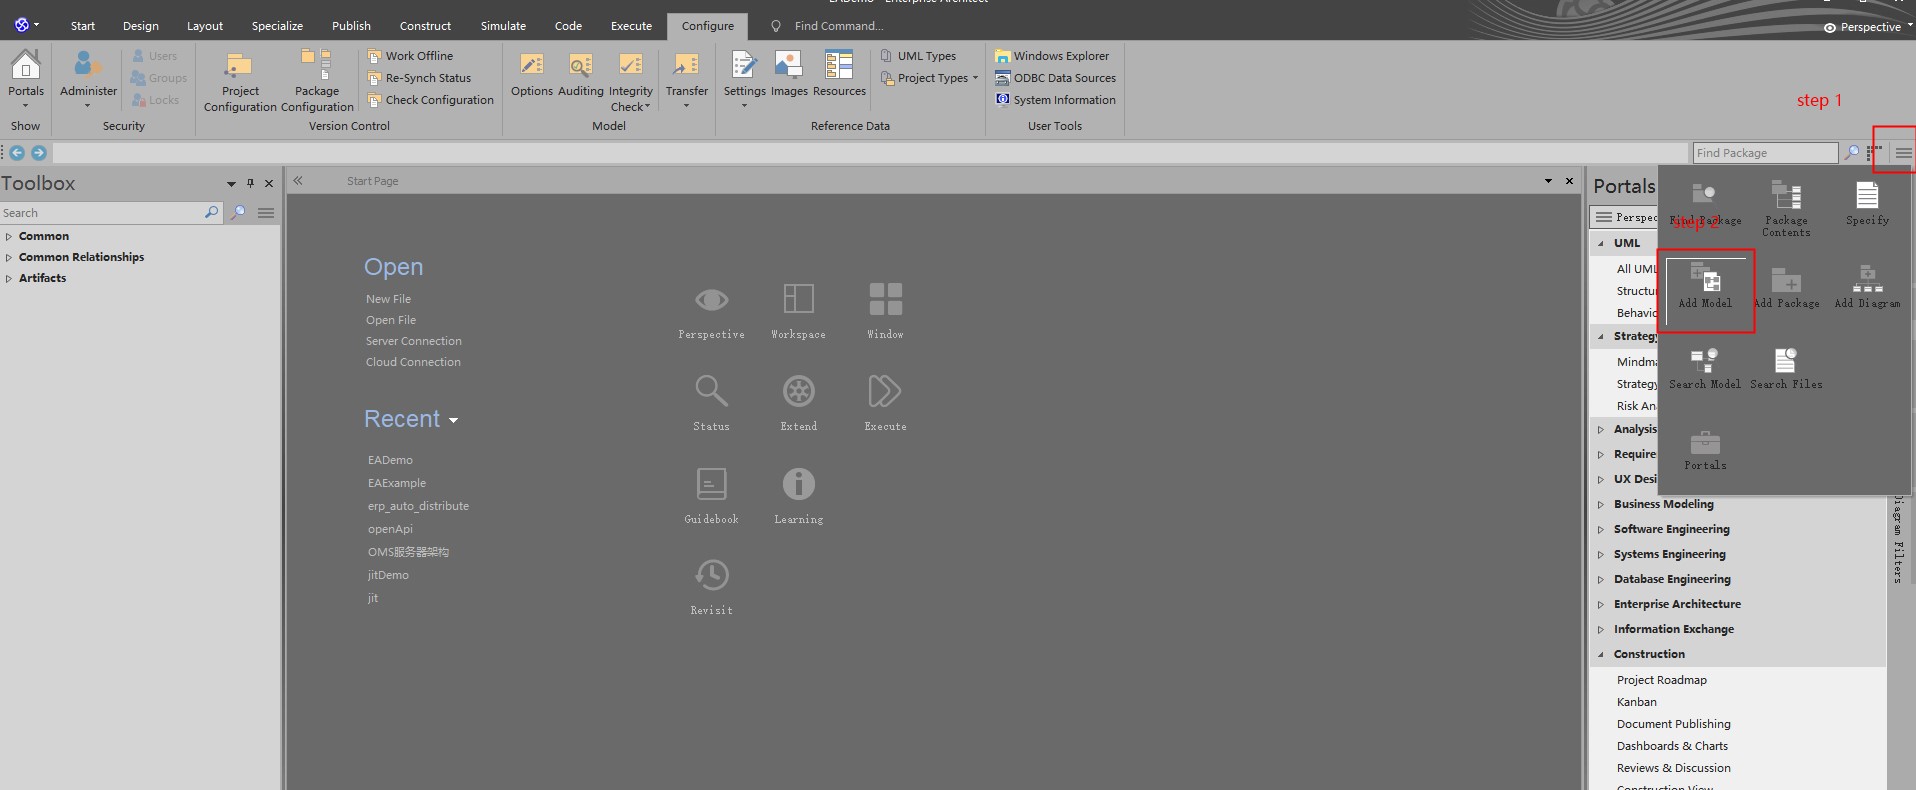 EADemo - Enterprise Architect
Start Design Layout Specialize Publish Construct Simulate Code Execute Configure Find Command... Perspective
Portals
Show
Administer
Users
Groups
Locks
Security
Project Configuration
Package Configuration
Work Offline
Re-Synch Status
Check Configuration
Version Control
Options
Auditing
Integrity Check
Transfer
Model
Settings
Images
Resources
UML Types
Project Types
Reference Data
Windows Explorer
ODBC Data Sources
System Information
User Tools
step 1
Find Package
Toolbox
Search
Common
Common Relationships
Artifacts
Start Page
Open
New File
Open File
Server Connection
Cloud Connection
Recent
EADemo
EAExample
erp_auto_distribute
openApi
OMS服务器架构
jitDemo
jit
Perspective
Workspace
Window
Status
Extend
Execute
Guidebook
Learning
Revisit
Portals
Perspec
UML
All UML
Structu
Behavio
Strategy
Mindma
Strategy
Risk An
Analysis
Require
UX Desi
Business Modeling
Software Engineering
Systems Engineering
Database Engineering
Enterprise Architecture
Information Exchange
Construction
Project Roadmap
Kanban
Document Publishing
Dashboards & Charts
Reviews & Discussion
Construction View
Find Package
Package Contents
Specify
step 2
Add Model
Add Package
Add Diagram
Search Model
Search Files
Portals
Diagram Filters